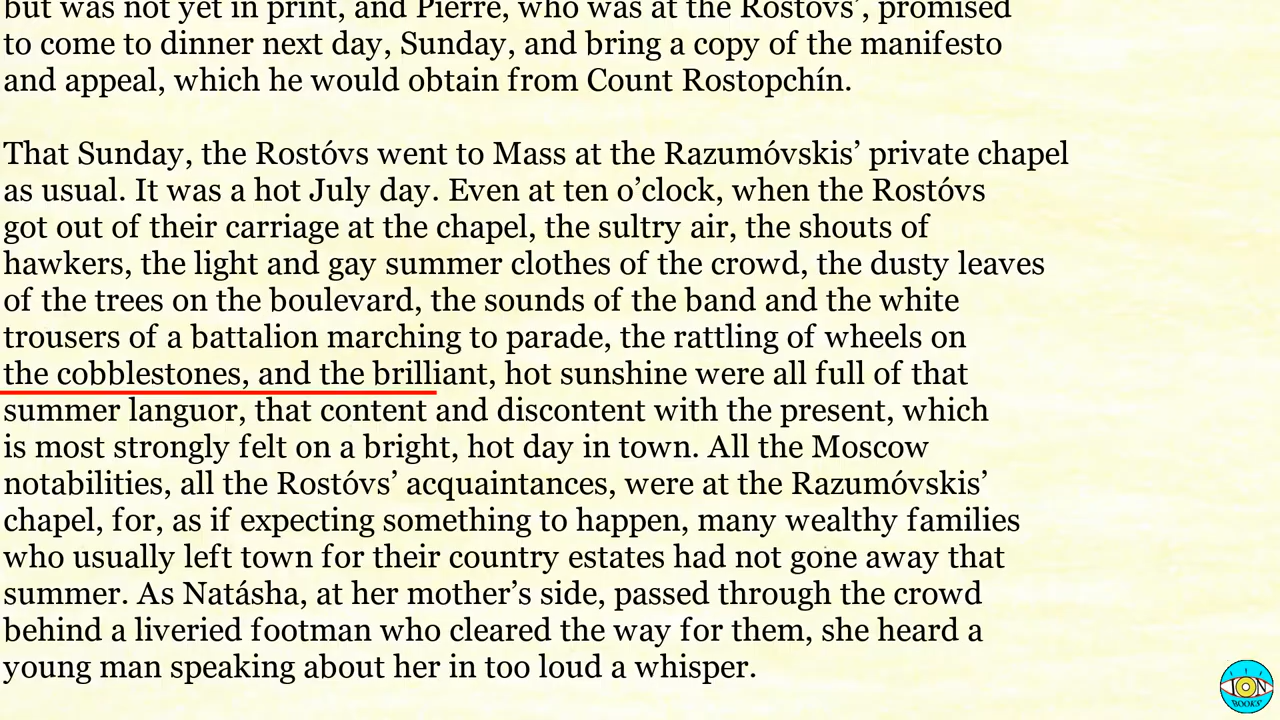 but was not yet in print, and Pierre, who was at the Rostóvs’, promised
to come to dinner next day, Sunday, and bring a copy of the manifesto
and appeal, which he would obtain from Count Rostopchín.
That Sunday, the Rostóvs went to Mass at the Razumóvskis’ private chapel
as usual. It was a hot July day. Even at ten o’clock, when the Rostóvs
got out of their carriage at the chapel, the sultry air, the shouts of
hawkers, the light and gay summer clothes of the crowd, the dusty leaves
of the trees on the boulevard, the sounds of the band and the white
trousers of a battalion marching to parade, the rattling of wheels on
the cobblestones, and the brilliant, hot sunshine were all full of that
summer languor, that content and discontent with the present, which
is most strongly felt on a bright, hot day in town. All the Moscow
notabilities, all the Rostóvs’ acquaintances, were at the Razumóvskis’
chapel, for, as if expecting something to happen, many wealthy families
who usually left town for their country estates had not gone away that
summer. As Natásha, at her mother’s side, passed through the crowd
behind a liveried footman who cleared the way for them, she heard a
young man speaking about her in too loud a whisper.
ION
BOOKS